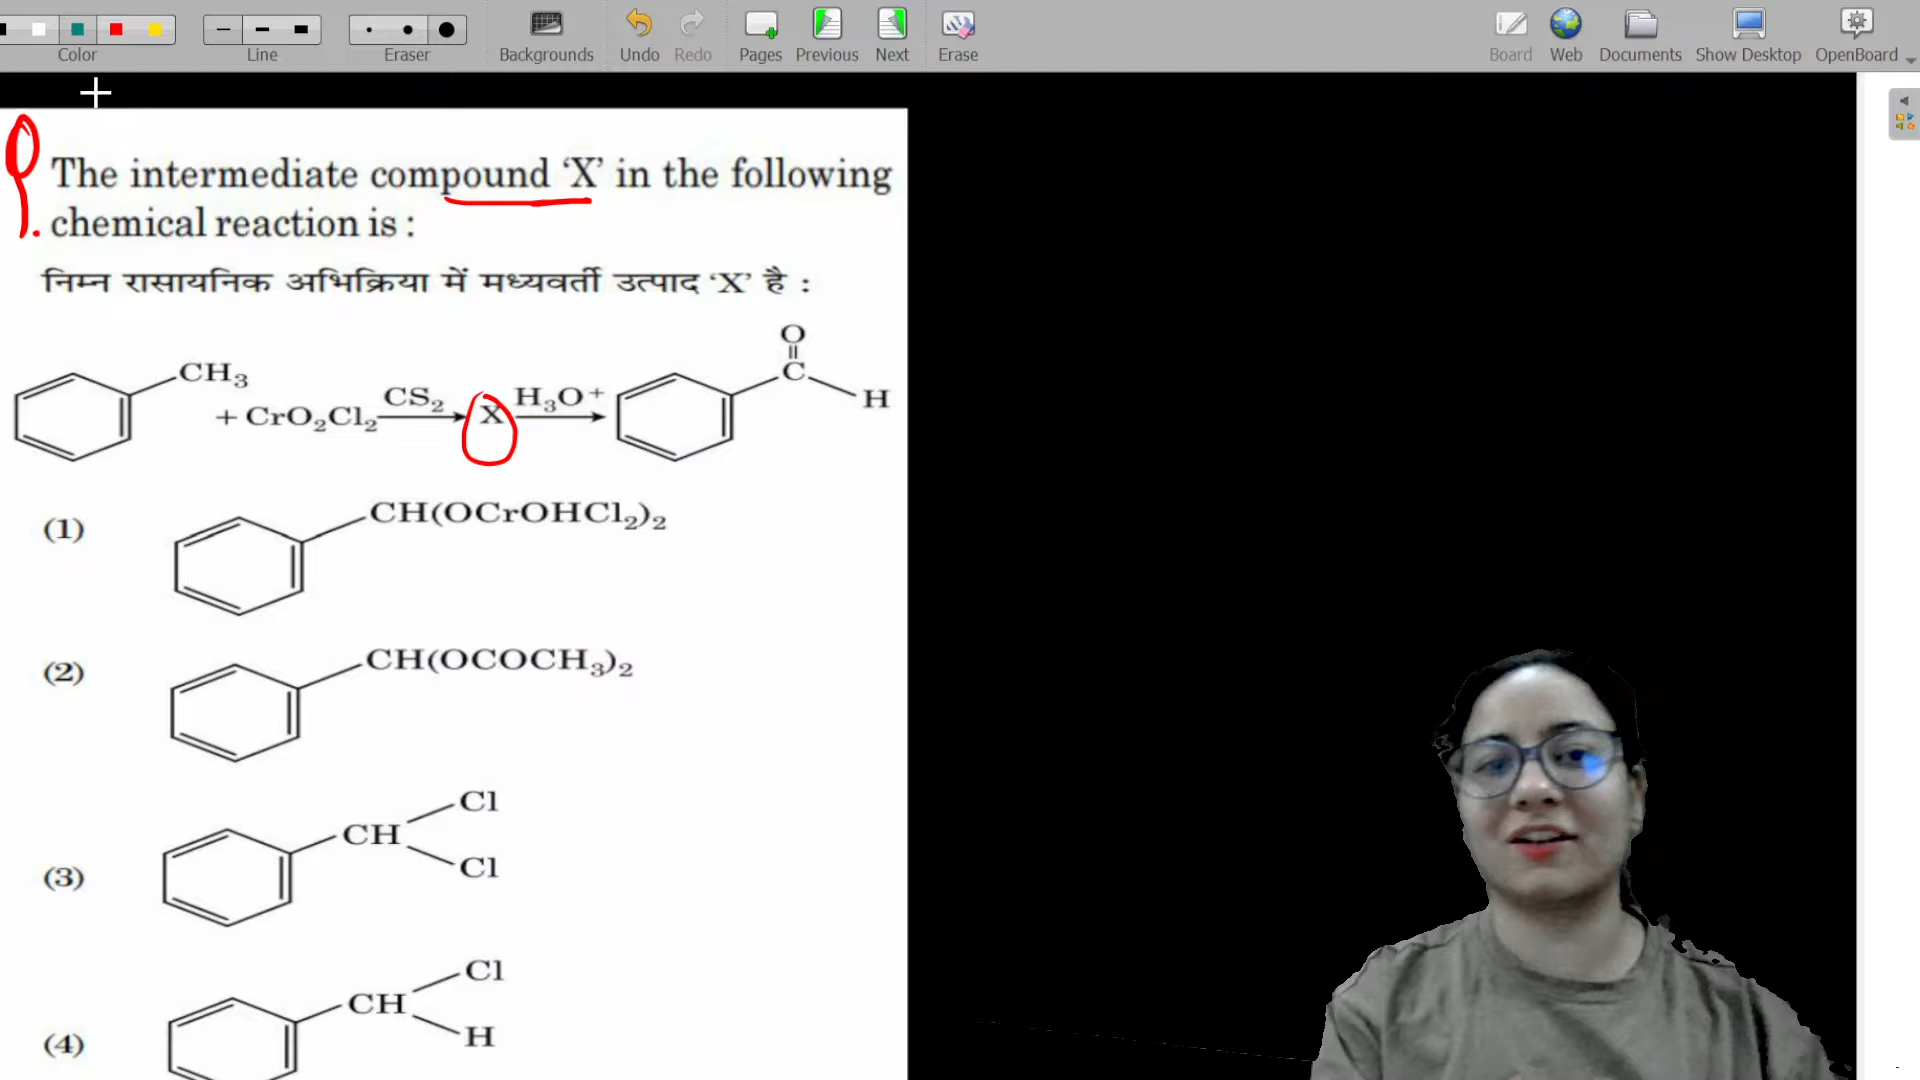 Color
Line
Eraser
Backgrounds
Undo
Redo
Pages
Previous
Next
Erase
Board
Web
Documents
Show Desktop
OpenBoard
Q.
The intermediate compound ‘X’ in the following
chemical reaction is :
निम्न रासायनिक अभिक्रिया में मध्यवर्ती उत्पाद ‘X’ है :
CH₃ + CrO₂Cl₂ CS₂ X H₃O⁺ O C H
(1) CH(OCrOHCl₂)₂
(2) CH(OCOCH₃)₂
(3) CH Cl Cl
(4) CH Cl H